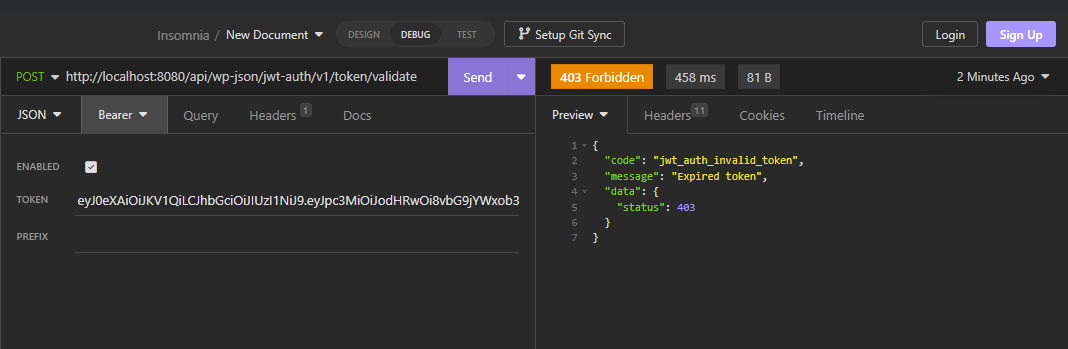 Insomnia / New Document DESIGN DEBUG TEST Setup Git Sync Login Sign Up
POST http://localhost:8080/api/wp-json/jwt-auth/v1/token/validate Send 403 Forbidden 458 ms 81 B 2 Minutes Ago
JSON Bearer Query Headers 1 Docs Preview Headers 11 Cookies Timeline
ENABLED
TOKEN eyJ0eXAiOiJKV1QiLCJhbGciOiJIUzI1NiJ9.eyJpc3MiOiJodHRwOi8vbG9jYWxob3
PREFIX
1 {
2 "code": "jwt_auth_invalid_token",
3 "message": "Expired token",
4 "data": {
5 "status": 403
6 }
7 }